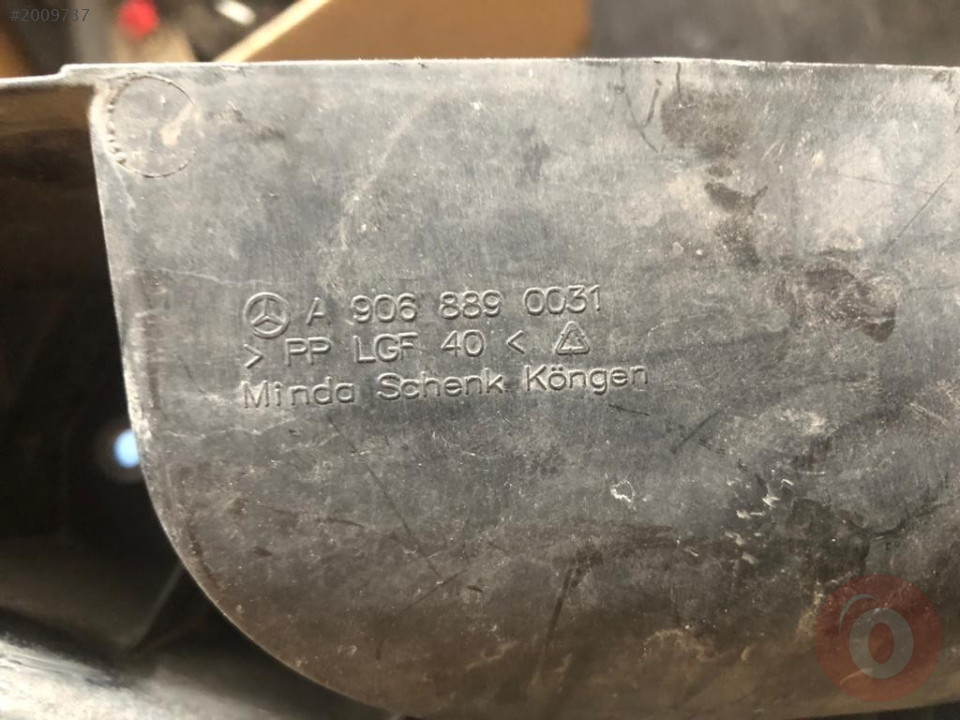 #2009737
A 906 889 0031
> PP LGF 40 <
Minda Schenk Köngen